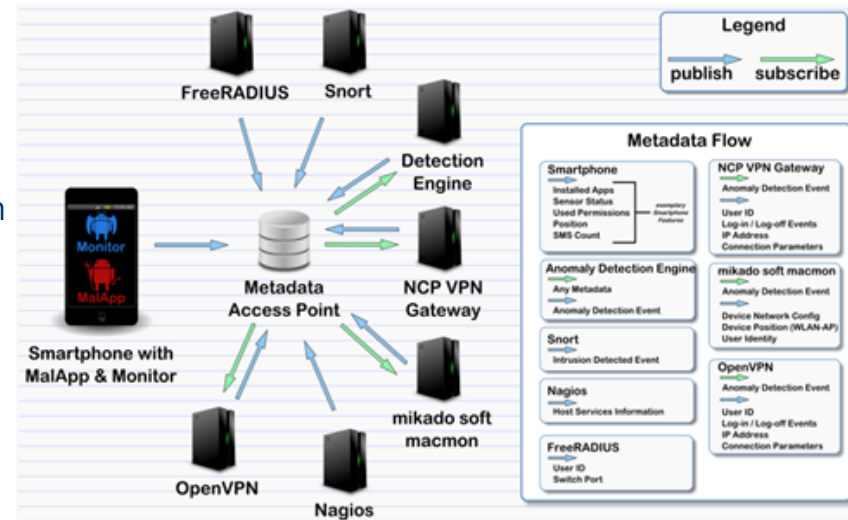 n
FreeRADIUS
Snort
Detection
Engine
Monitor
MalApp
Metadata
Access Point
NCP VPN
Gateway
Smartphone with
MalApp & Monitor
mikado soft
macmon
OpenVPN
Nagios
Legend
publish subscribe
Metadata Flow
Smartphone
Installed Apps
Sensor Status
Used Permissions
Position
SMS Count
exemplary
Smartphone
Features
Anomaly Detection Engine
Any Metadata
Anomaly Detection Event
Snort
Intrusion Detected Event
Nagios
Host Services Information
FreeRADIUS
User ID
Switch Port
NCP VPN Gateway
Anomaly Detection Event
User ID
Log-in / Log-off Events
IP Address
Connection Parameters
mikado soft macmon
Anomaly Detection Event
Device Network Config
Device Position (WLAN-AP)
User Identity
OpenVPN
Anomaly Detection Event
User ID
Log-in / Log-off Events
IP Address
Connection Parameters